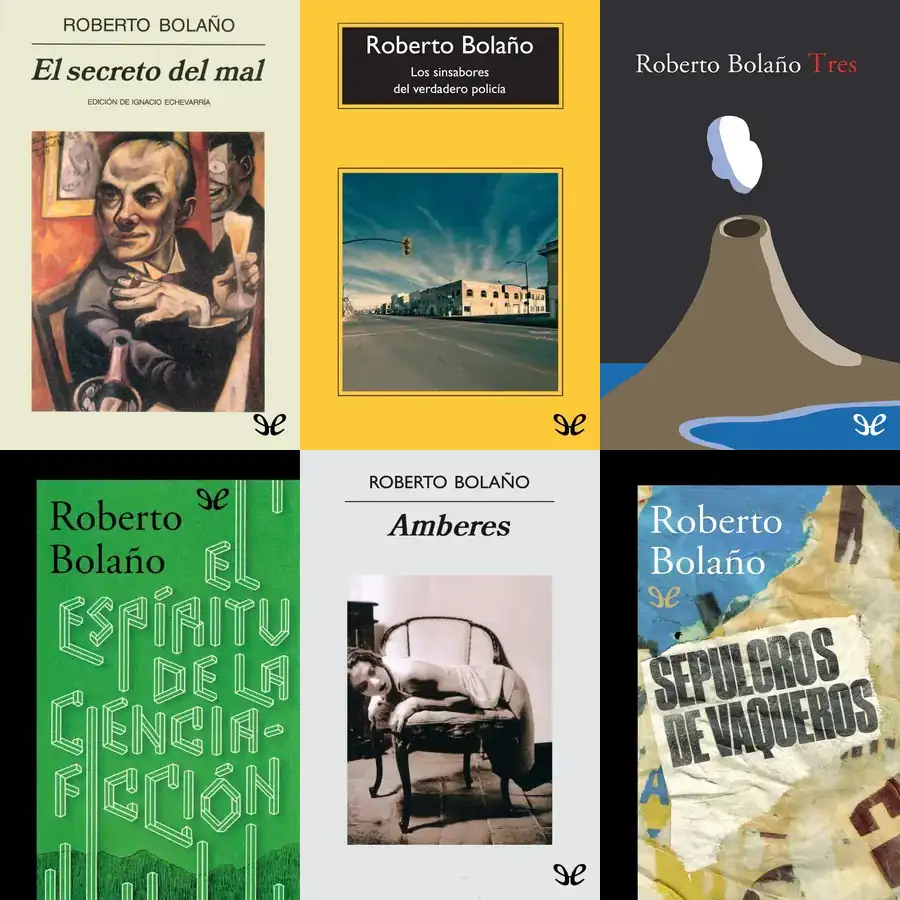 ROBERTO BOLAÑO
El secreto del mal
EDICIÓN DE IGNACIO ECHEVARRÍA
Roberto Bolaño
Los sinsabores
del verdadero policía
Roberto Bolaño Tres
Roberto
Bolaño
EL
ESPÍRITU
DE LA
CIENCIA-
FICCIÓN
ROBERTO BOLAÑO
Amberes
Roberto
Bolaño
SEPULCROS
DE VAQUEROS